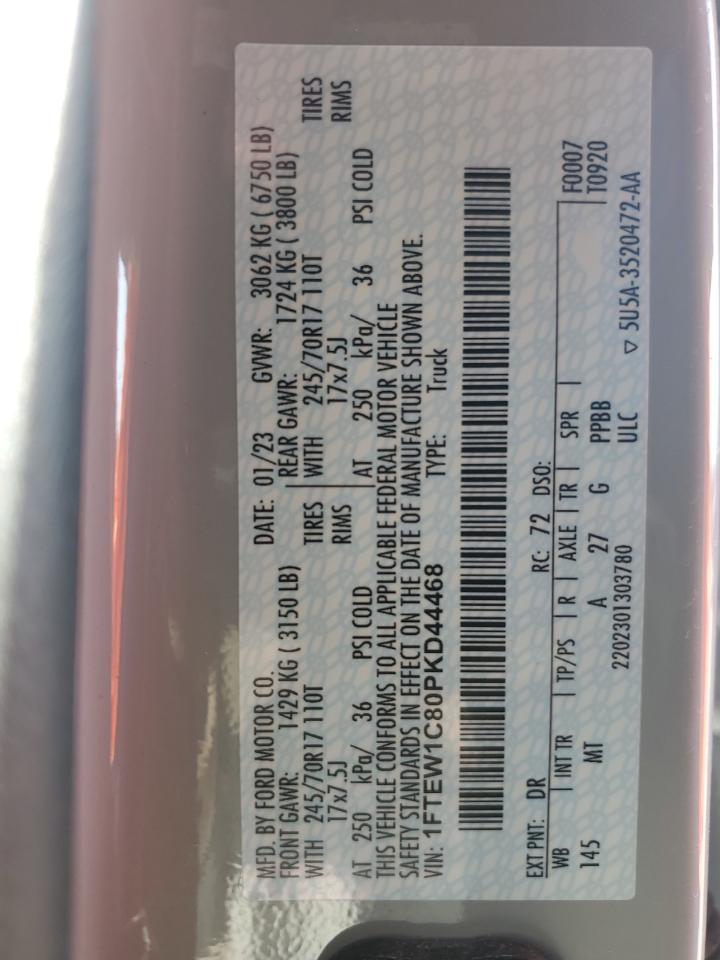 MFD. BY FORD MOTOR CO. DATE: 01/23 GVWR: 3062 KG ( 6750 LB)
FRONT GAWR: 1429 KG ( 3150 LB) REAR GAWR: 1724 KG ( 3800 LB)
WITH 245/70R17 110T TIRES WITH 245/70R17 110T TIRES
17x7.5J RIMS 17x7.5J RIMS
AT 250 kPa/ 36 PSI COLD AT 250 kPa/ 36 PSI COLD
THIS VEHICLE CONFORMS TO ALL APPLICABLE FEDERAL MOTOR VEHICLE
SAFETY STANDARDS IN EFFECT ON THE DATE OF MANUFACTURE SHOWN ABOVE.
VIN: 1FTEW1C80PKD44468 TYPE: Truck
EXT PNT: DR RC: 72 DSO:
WB INT TR TP/PS R AXLE TR SPR F0007
145 MT A 27 G PPBB T0920
ULC
2202301303780 ▽ 5U5A-3520472-AA